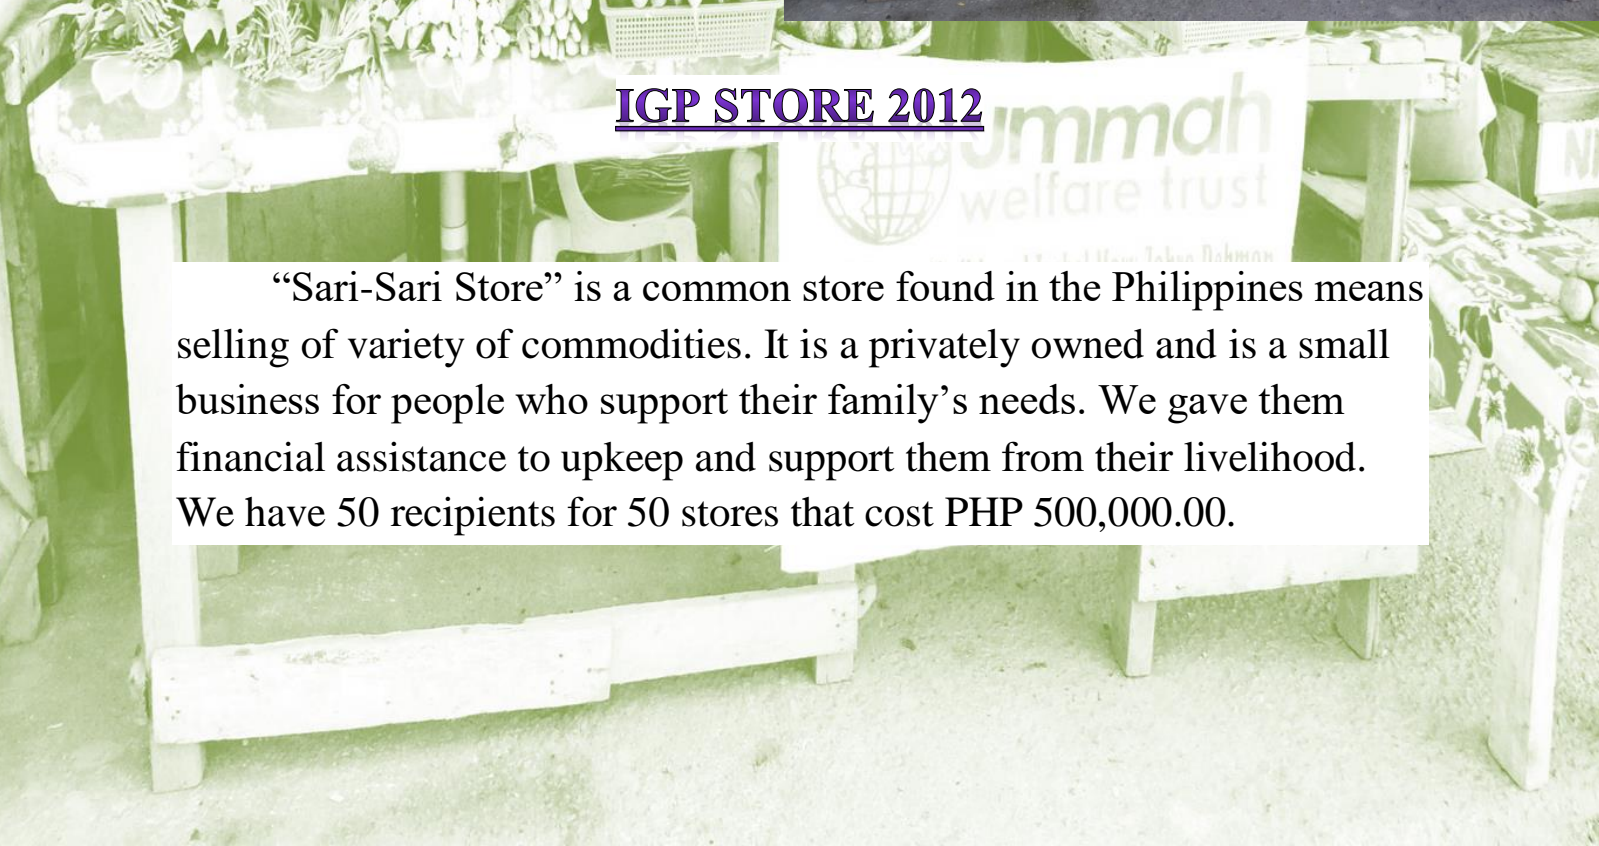 IGP STORE 2012
ummah
welfare trust
“Sari-Sari Store” is a common store found in the Philippines means
selling of variety of commodities. It is a privately owned and is a small
business for people who support their family’s needs. We gave them
financial assistance to upkeep and support them from their livelihood.
We have 50 recipients for 50 stores that cost PHP 500,000.00.